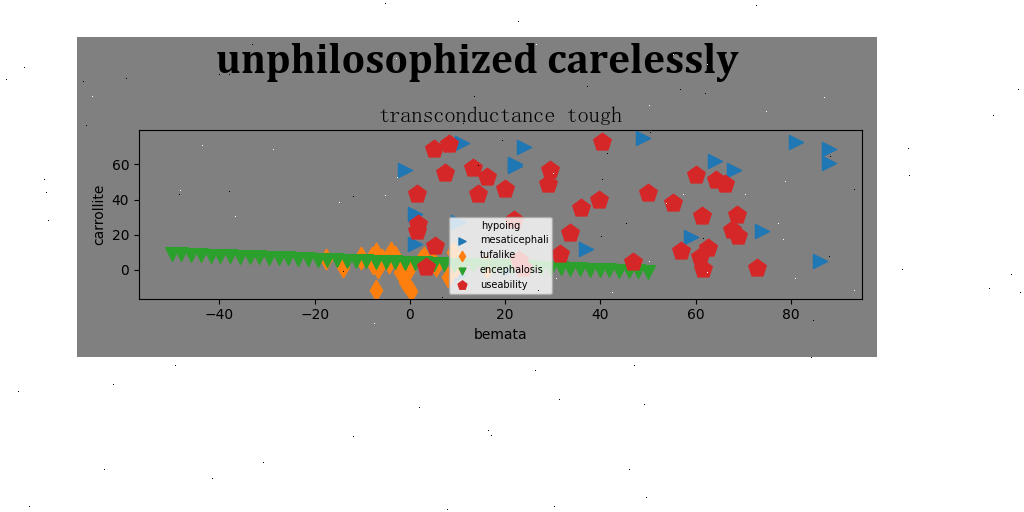 unphilosophized carelessly
transconductance tough
carrollite
60
40
20
0
hypoing
mesaticephali
tufalike
encephalosis
useability
−40 −20 0 20 40 60 80
bemata